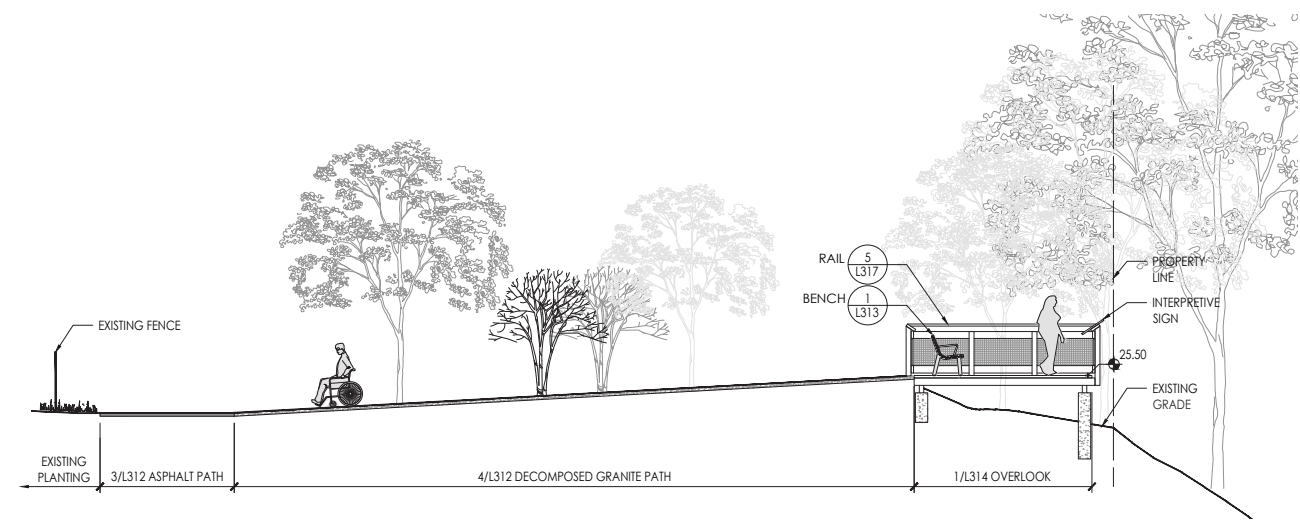 RAIL
5
L317
BENCH
1
L313
PROPERTY
LINE
INTERPRETIVE
SIGN
EXISTING FENCE
25.50
EXISTING
GRADE
EXISTING
PLANTING
3/L312 ASPHALT PATH
4/L312 DECOMPOSED GRANITE PATH
1/L314 OVERLOOK